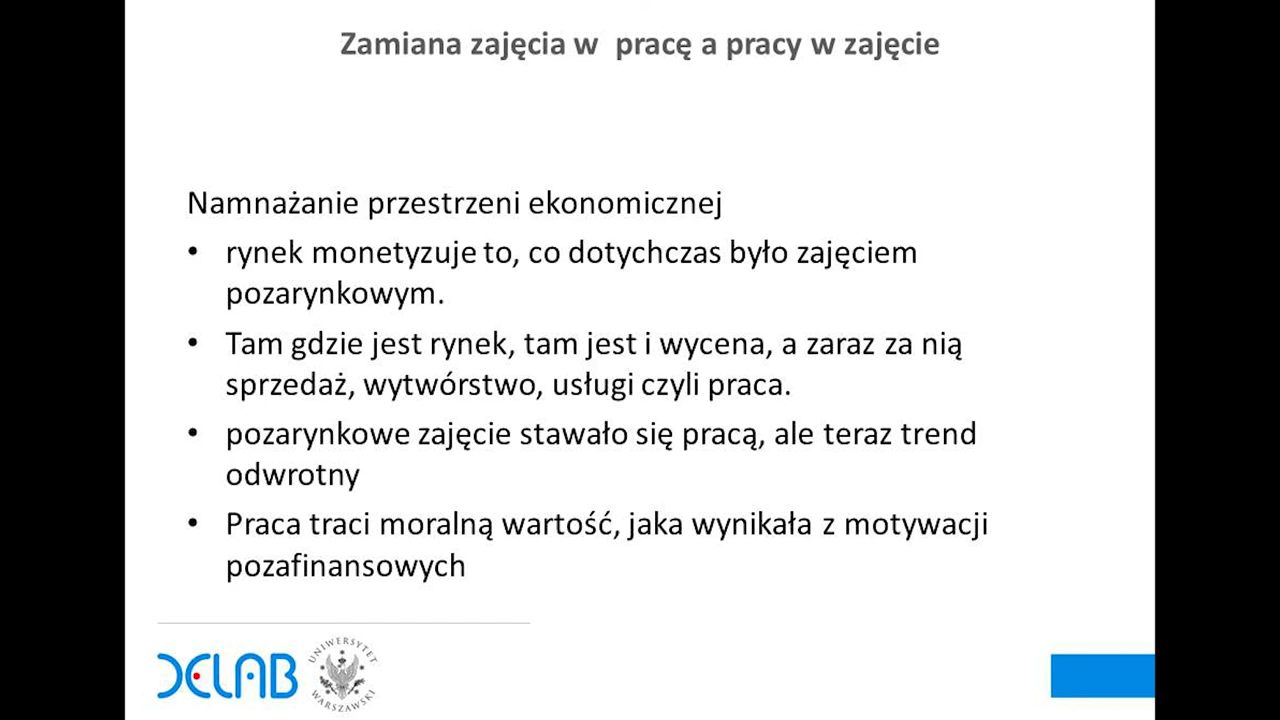 Zamiana zajęcia w pracę a pracy w zajęcie
Namnażanie przestrzeni ekonomicznej
• rynek monetyzuje to, co dotychczas było zajęciem
pozarynkowym.
• Tam gdzie jest rynek, tam jest i wycena, a zaraz za nią
sprzedaż, wytwórstwo, usługi czyli praca.
• pozarynkowe zajęcie stawało się pracą, ale teraz trend
odwrotny
• Praca traci moralną wartość, jaka wynikała z motywacji
pozafinansowych
DELAB
UNIWERSYTET
WARSZAWSKI